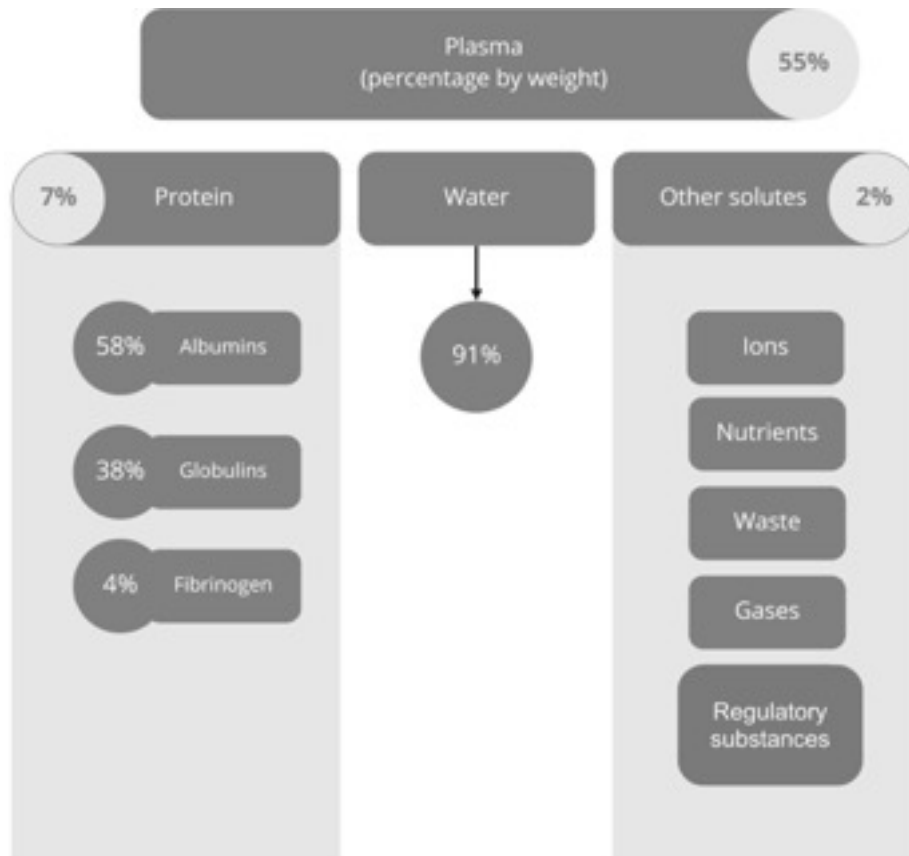 Plasma
(percentage by weight)
55%
7%
Protein
Water
Other solutes
2%
58%
Albumins
38%
Globulins
4%
Fibrinogen
91%
Ions
Nutrients
Waste
Gases
Regulatory
substances